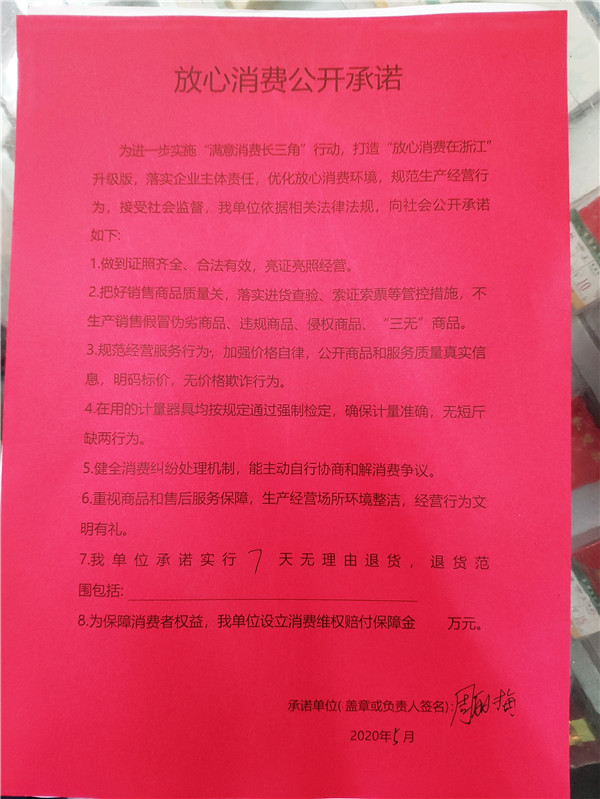 放心消费公开承诺
为进一步实施“满意消费长三角”行动，打造“放心消费在浙江”
升级版，落实企业主体责任，优化放心消费环境，规范生产经营行
为，接受社会监督，我单位依据相关法律法规，向社会公开承诺
如下:
1.做到证照齐全、合法有效，亮证亮照经营。
2.把好销售商品质量关，落实进货查验、索证索票等管控措施，不
生产销售假冒伪劣商品、违规商品、侵权商品、“三无”商品。
3.规范经营服务行为，加强价格自律，公开商品和服务质量真实信
息，明码标价，无价格欺诈行为。
4.在用的计量器具均按规定通过强制检定，确保计量准确，无短斤
缺两行为。
5.健全消费纠纷处理机制，能主动自行协商和解消费争议。
6.重视商品和售后服务保障，生产经营场所环境整洁，经营行为文
明有礼。
7.我单位承诺实行7天无理由退货，退货范
围包括:
8.为保障消费者权益，我单位设立消费维权赔付保障金 万元。
承诺单位(盖章或负责人签名):周丽梅
2020年5月